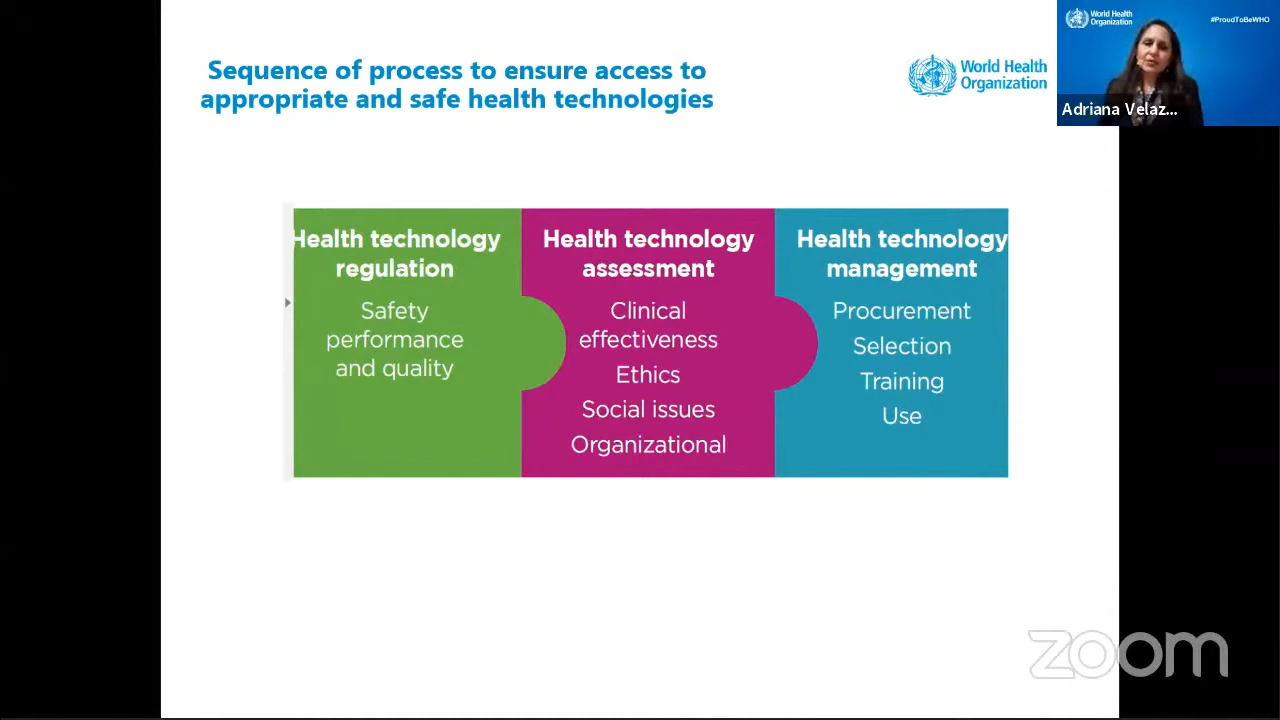 Sequence of process to ensure access to
appropriate and safe health technologies
World Health
Organization
World Health
Organization
#ProudToBeWHO
Adriana Velaz...
Health technology
regulation
Safety
performance
and quality
Health technology
assessment
Clinical
effectiveness
Ethics
Social issues
Organizational
Health technology
management
Procurement
Selection
Training
Use
zoom